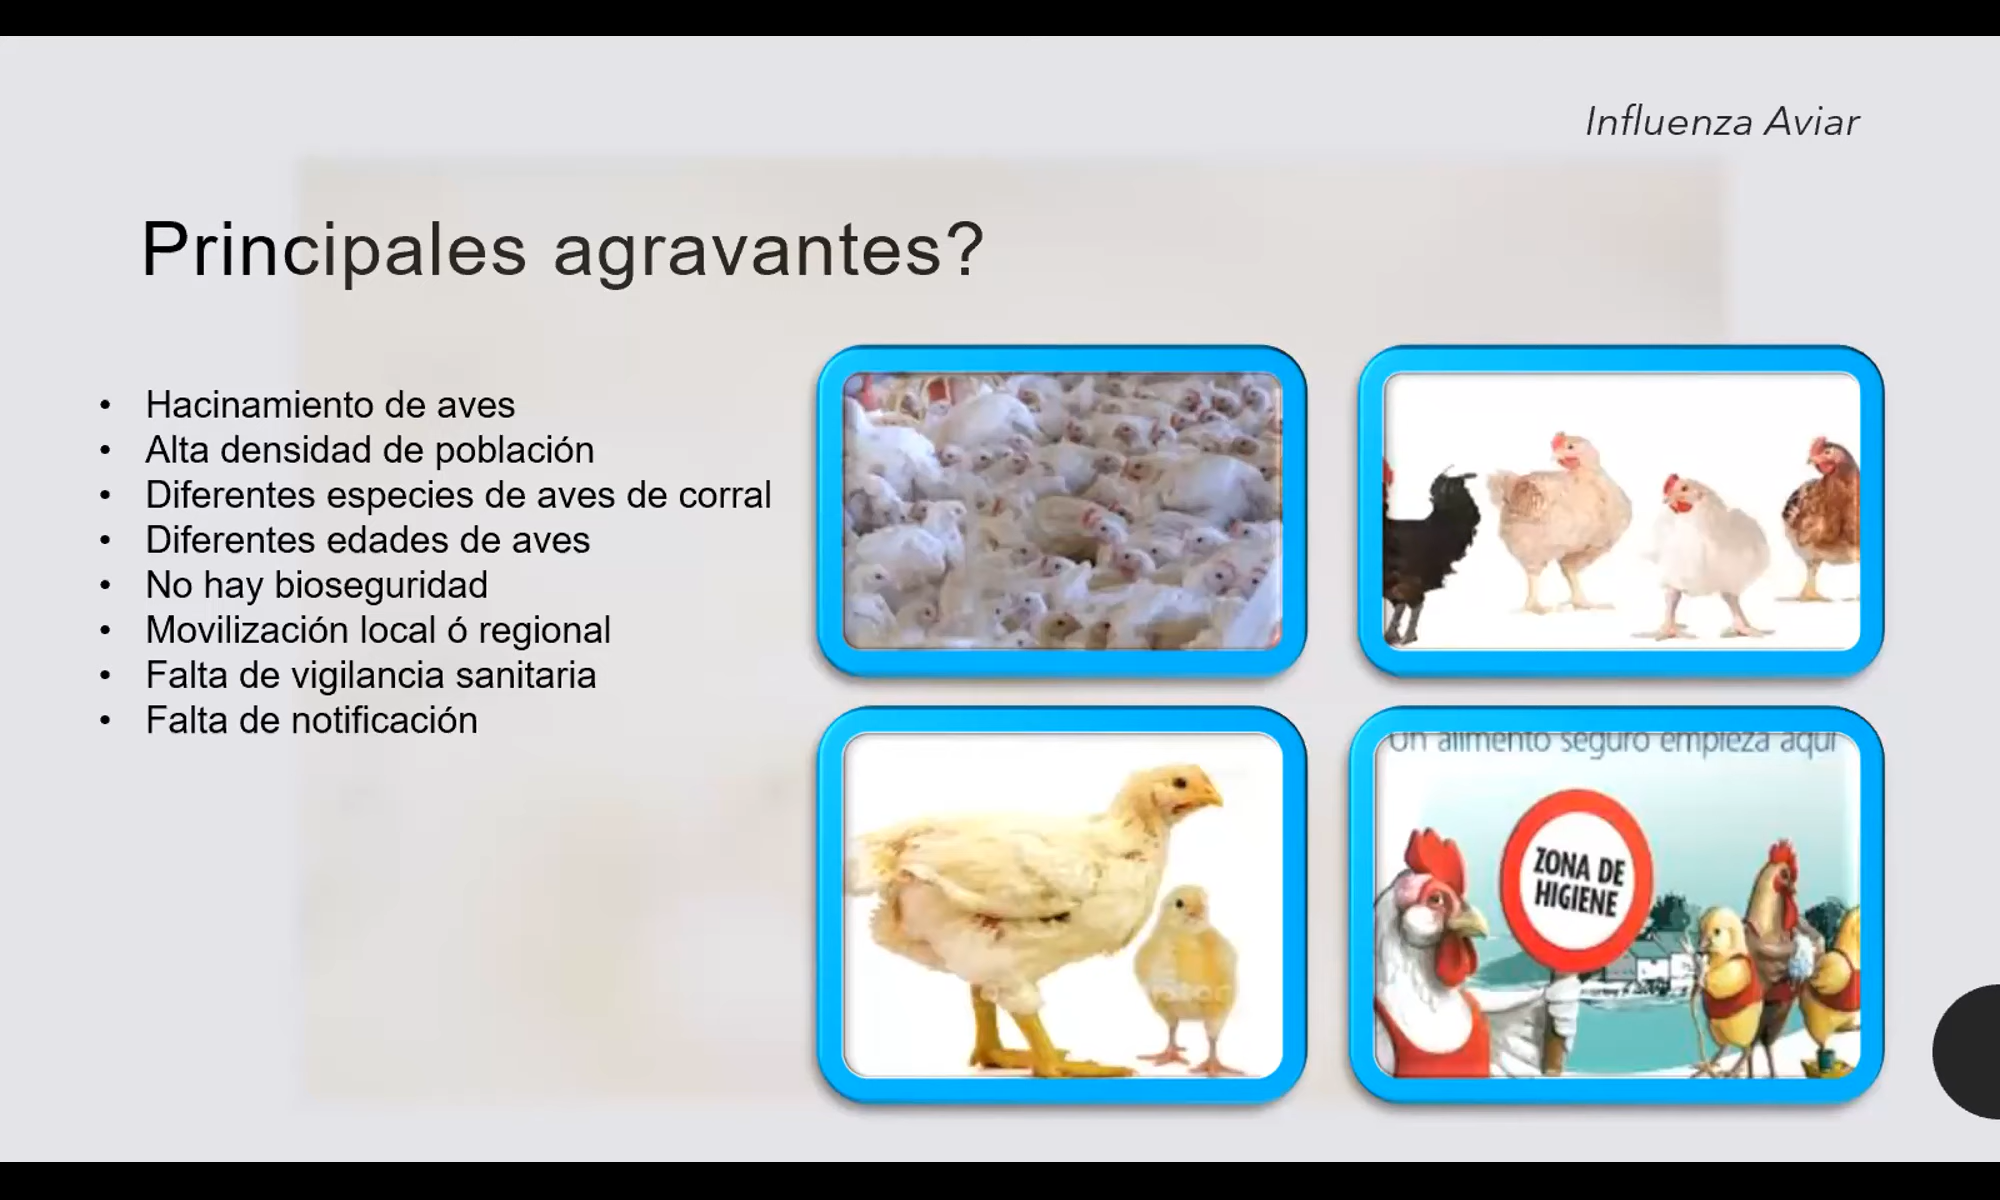 Influenza Aviar
Principales agravantes?
• Hacinamiento de aves
• Alta densidad de población
• Diferentes especies de aves de corral
• Diferentes edades de aves
• No hay bioseguridad
• Movilización local ó regional
• Falta de vigilancia sanitaria
• Falta de notificación
Un alimento seguro empieza aquí
ZONA DE
HIGIENE